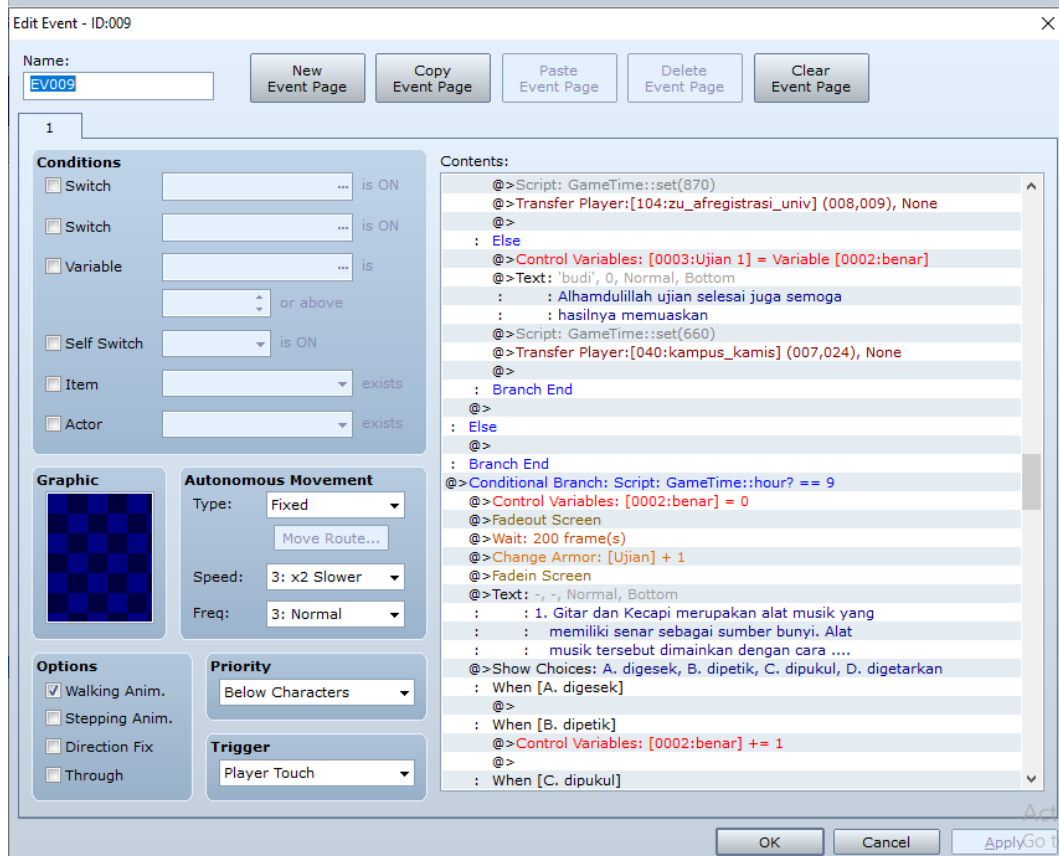 Edit Event - ID:009
Name:
EV009
New Event Page
Copy Event Page
Paste Event Page
Delete Event Page
Clear Event Page
1
Conditions
Switch ... is ON
Switch ... is ON
Variable ... is
or above
Self Switch is ON
Item exists
Actor exists
Graphic
Autonomous Movement
Type: Fixed
Move Route...
Speed: 3: x2 Slower
Freq: 3: Normal
Options
Walking Anim.
Stepping Anim.
Direction Fix
Through
Priority
Below Characters
Trigger
Player Touch
Contents:
@>Script: GameTime::set(870)
@>Transfer Player:[104:zu_afregistrasi_univ] (008,009), None
@>
: Else
@>Control Variables: [0003:Ujian 1] = Variable [0002:benar]
@>Text: 'budi', 0, Normal, Bottom
: : Alhamdulillah ujian selesai juga semoga
: : hasilnya memuaskan
@>Script: GameTime::set(660)
@>Transfer Player:[040:kampus_kamis] (007,024), None
@>
: Branch End
@>
: Else
@>
: Branch End
@>Conditional Branch: Script: GameTime::hour? == 9
@>Control Variables: [0002:benar] = 0
@>Fadeout Screen
@>Wait: 200 frame(s)
@>Change Armor: [Ujian] + 1
@>Fadein Screen
@>Text: -, -, Normal, Bottom
: : 1. Gitar dan Kecapi merupakan alat musik yang
: : memiliki senar sebagai sumber bunyi. Alat
: : musik tersebut dimainkan dengan cara ....
@>Show Choices: A. digesek, B. dipetik, C. dipukul, D. digetarkan
: When [A. digesek]
@>
: When [B. dipetik]
@>Control Variables: [0002:benar] += 1
@>
: When [C. dipukul]
OK
Cancel
Apply
Act
Go t